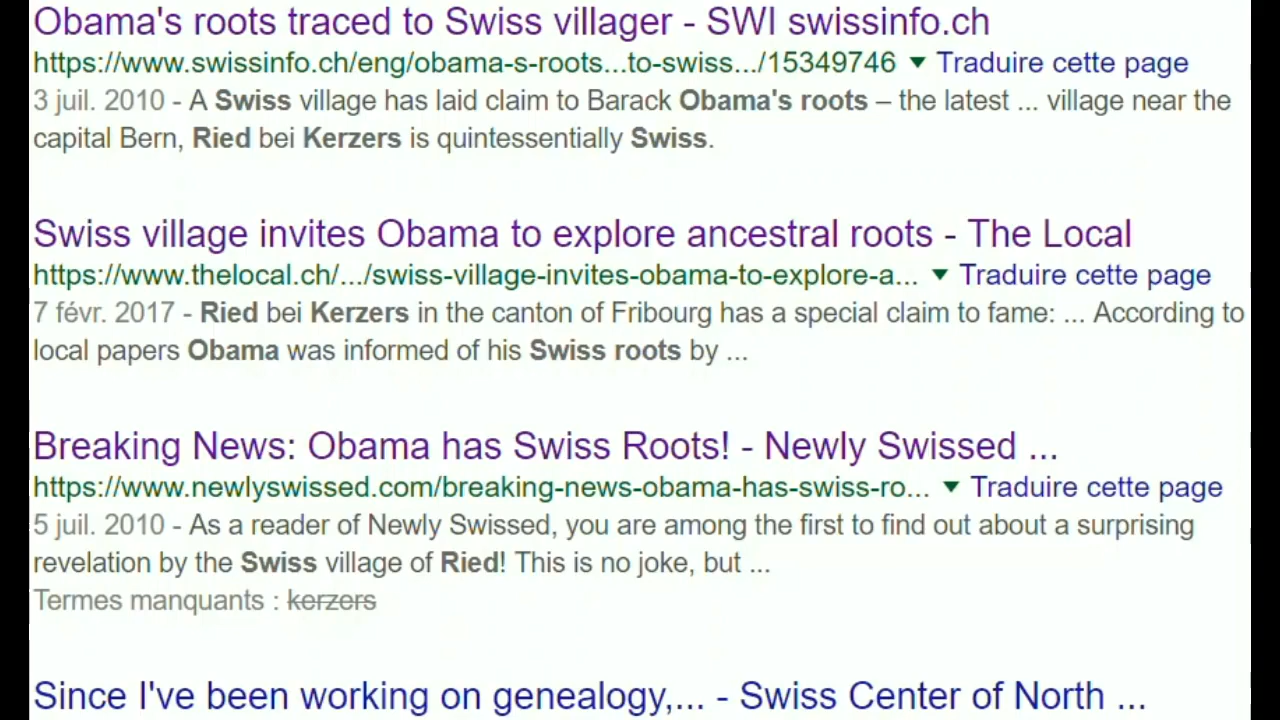 Obama's roots traced to Swiss villager - SWI swissinfo.ch
https://www.swissinfo.ch/eng/obama-s-roots...to-swiss.../15349746 ▼ Traduire cette page
3 juil. 2010 - A Swiss village has laid claim to Barack Obama's roots – the latest ... village near the
capital Bern, Ried bei Kerzers is quintessentially Swiss.
Swiss village invites Obama to explore ancestral roots - The Local
https://www.thelocal.ch/.../swiss-village-invites-obama-to-explore-a... ▼ Traduire cette page
7 févr. 2017 - Ried bei Kerzers in the canton of Fribourg has a special claim to fame: ... According to
local papers Obama was informed of his Swiss roots by ...
Breaking News: Obama has Swiss Roots! - Newly Swissed ...
https://www.newlyswissed.com/breaking-news-obama-has-swiss-ro... ▼ Traduire cette page
5 juil. 2010 - As a reader of Newly Swissed, you are among the first to find out about a surprising
revelation by the Swiss village of Ried! This is no joke, but ...
Termes manquants : kerzers
Since I've been working on genealogy,... - Swiss Center of North ...